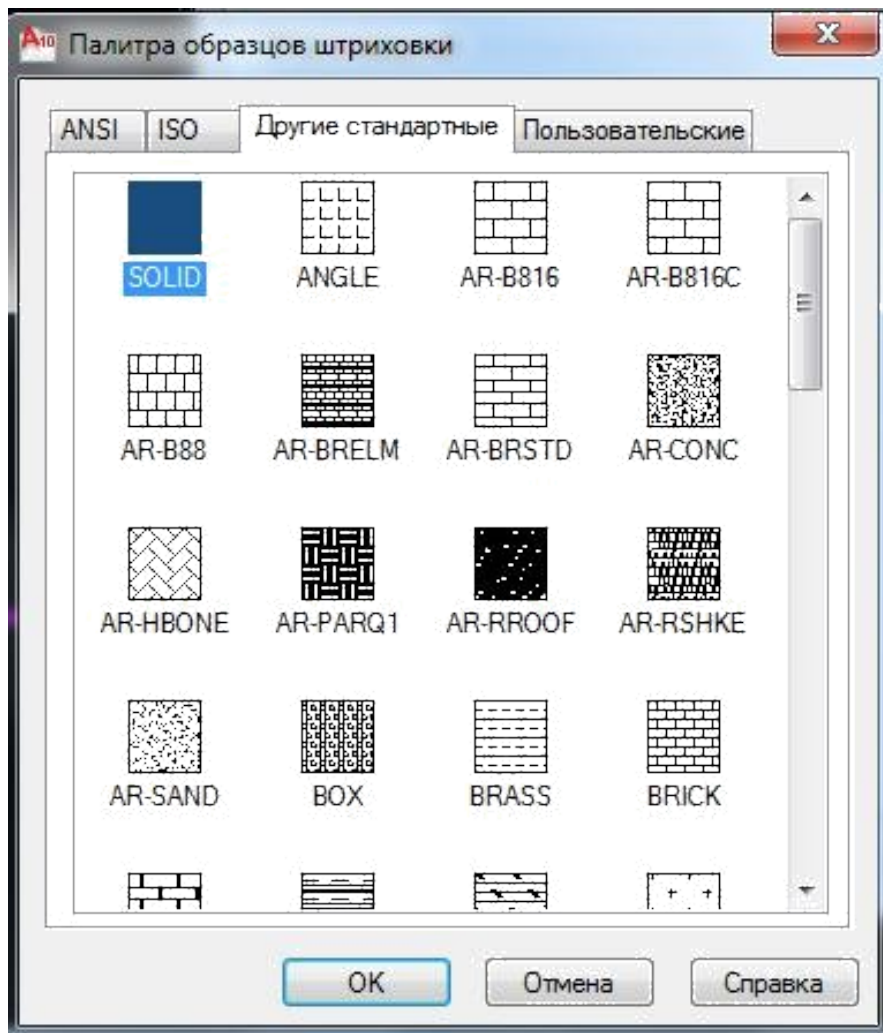 A10 Палитра образцов штриховки
ANSI ISO Другие стандартные Пользовательские
SOLID ANGLE AR-B816 AR-B816C
AR-B88 AR-BRELM AR-BRSTD AR-CONC
AR-HBONE AR-PARQ1 AR-RROOF AR-RSHKE
AR-SAND BOX BRASS BRICK
OK Отмена Справка